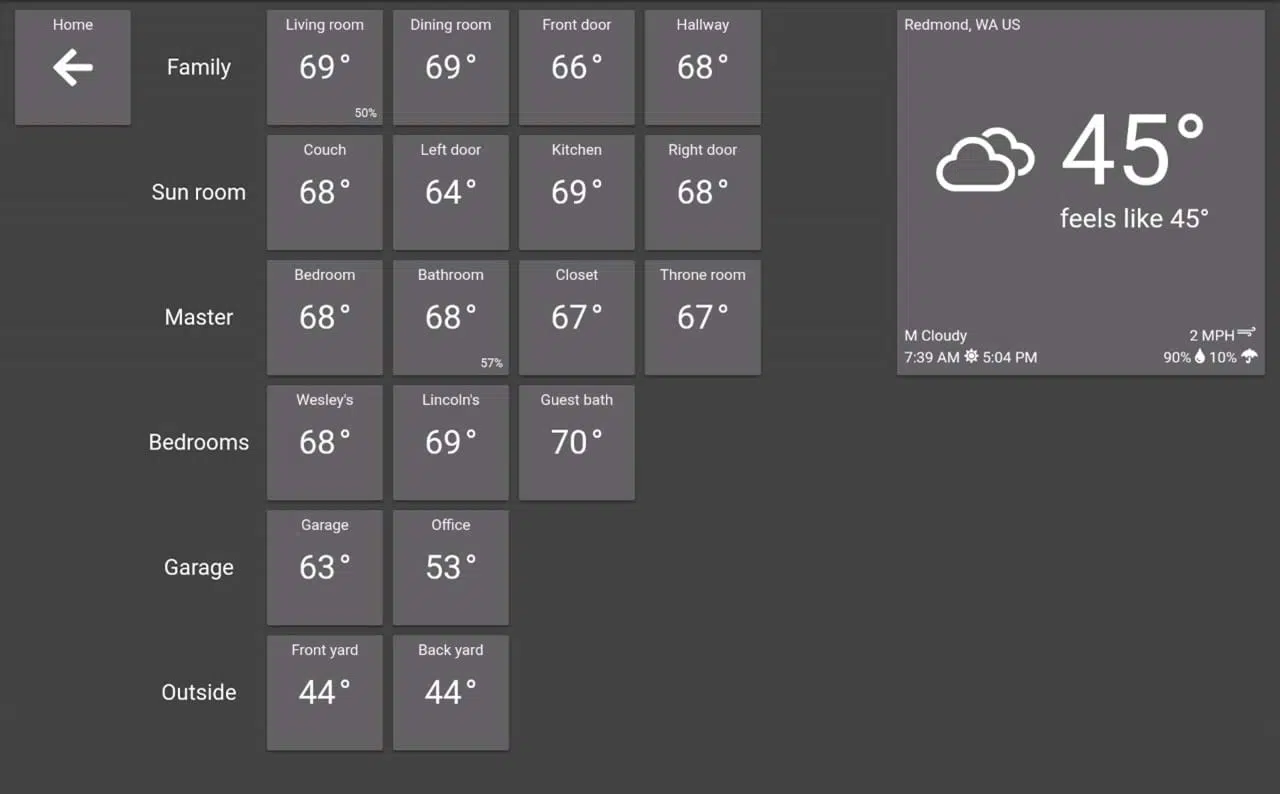 Home
Family
Living room
69°
50%
Dining room
69°
Front door
66°
Hallway
68°
Sun room
Couch
68°
Left door
64°
Kitchen
69°
Right door
68°
Master
Bedroom
68°
Bathroom
68°
57%
Closet
67°
Throne room
67°
Bedrooms
Wesley's
68°
Lincoln's
69°
Guest bath
70°
Garage
Garage
63°
Office
53°
Outside
Front yard
44°
Back yard
44°
Redmond, WA US
45°
feels like 45°
M Cloudy
2 MPH
7:39 AM 5:04 PM
90% 10%